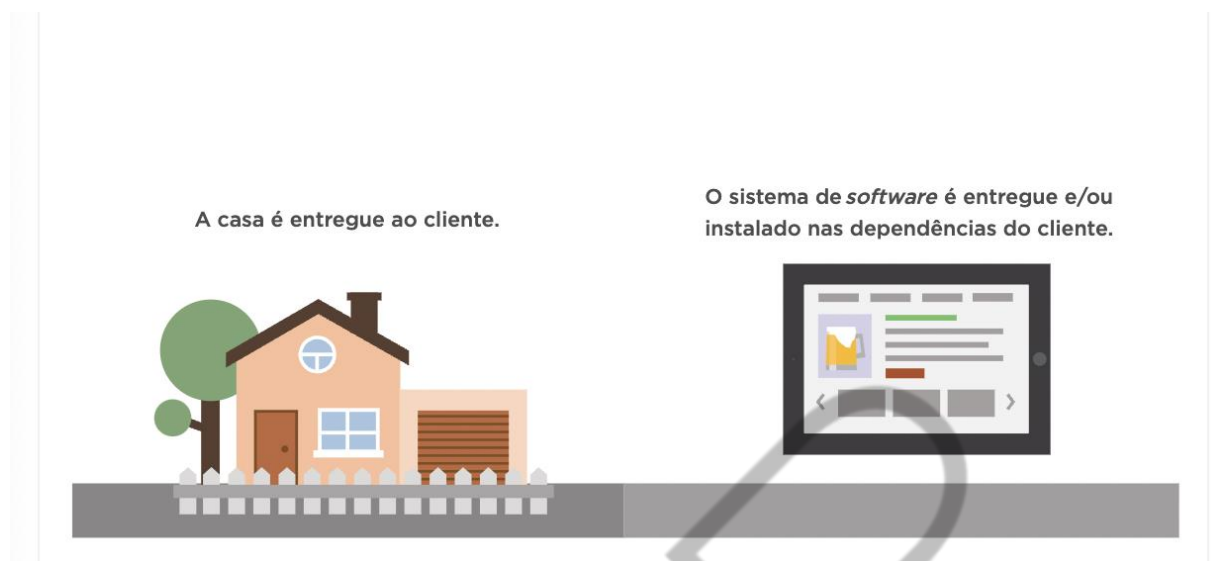 A casa é entregue ao cliente.
O sistema de software é entregue e/ou
instalado nas dependências do cliente.